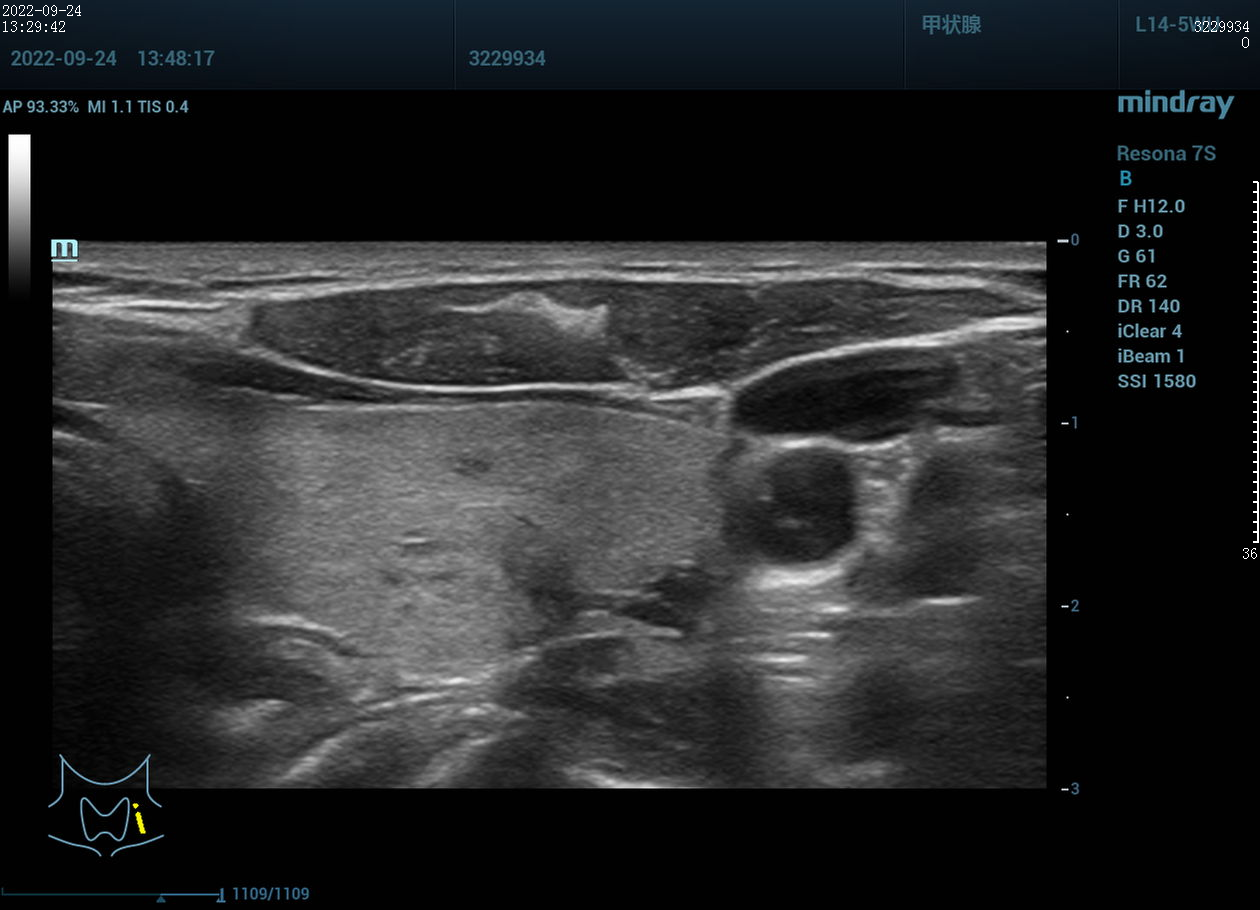 2022-09-24
13:29:42
甲状腺
3229934
0
2022-09-24 13:48:17
3229934
AP 93.33% MI 1.1 TIS 0.4
mindray
Resona 7S
B
F H12.0
D 3.0
G 61
FR 62
DR 140
iClear 4
iBeam 1
SSI 1580
m
0
1
2
3
36
1109/1109